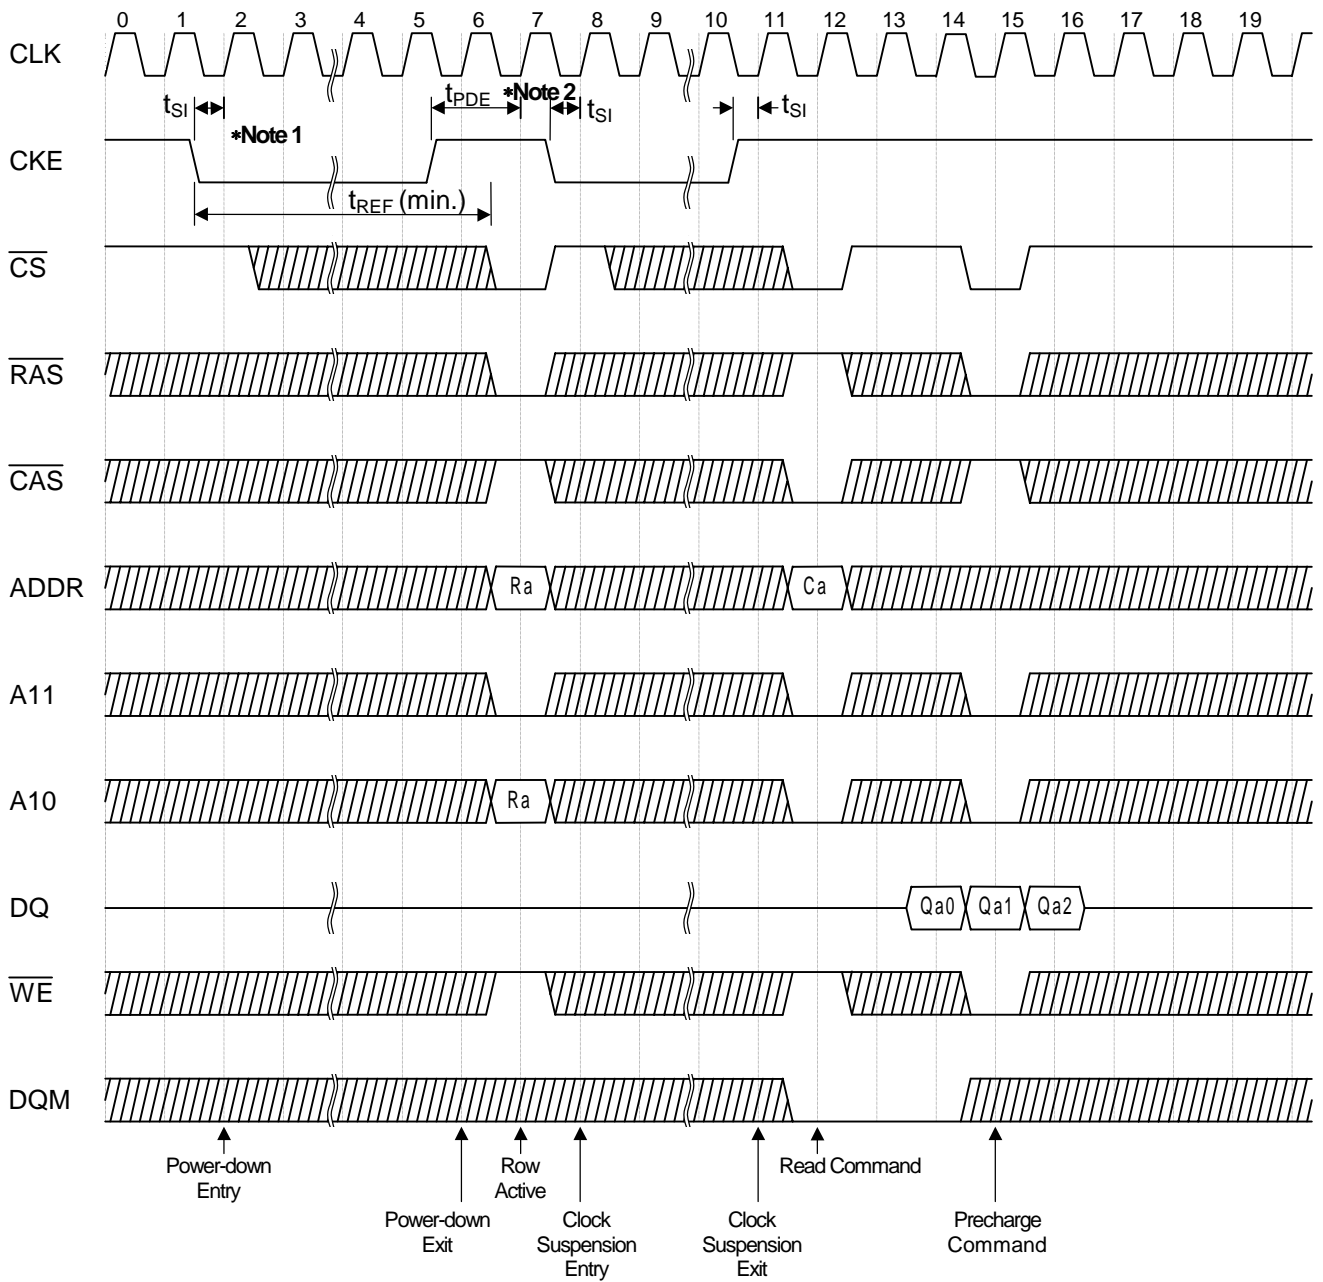 0 1 2 3 4 5 6 7 8 9 10 11 12 13 14 15 16 17 18 19
CLK
tSI tPDE *Note 2 tSI tSI
*Note 1
CKE
tREF (min.)
CS
RAS
CAS
ADDR Ra Ca
A11
A10 Ra
DQ Qa0 Qa1 Qa2
WE
DQM
Power-down
Entry
Row
Active
Read Command
Power-down
Exit
Clock
Suspension
Entry
Clock
Suspension
Exit
Precharge
Command